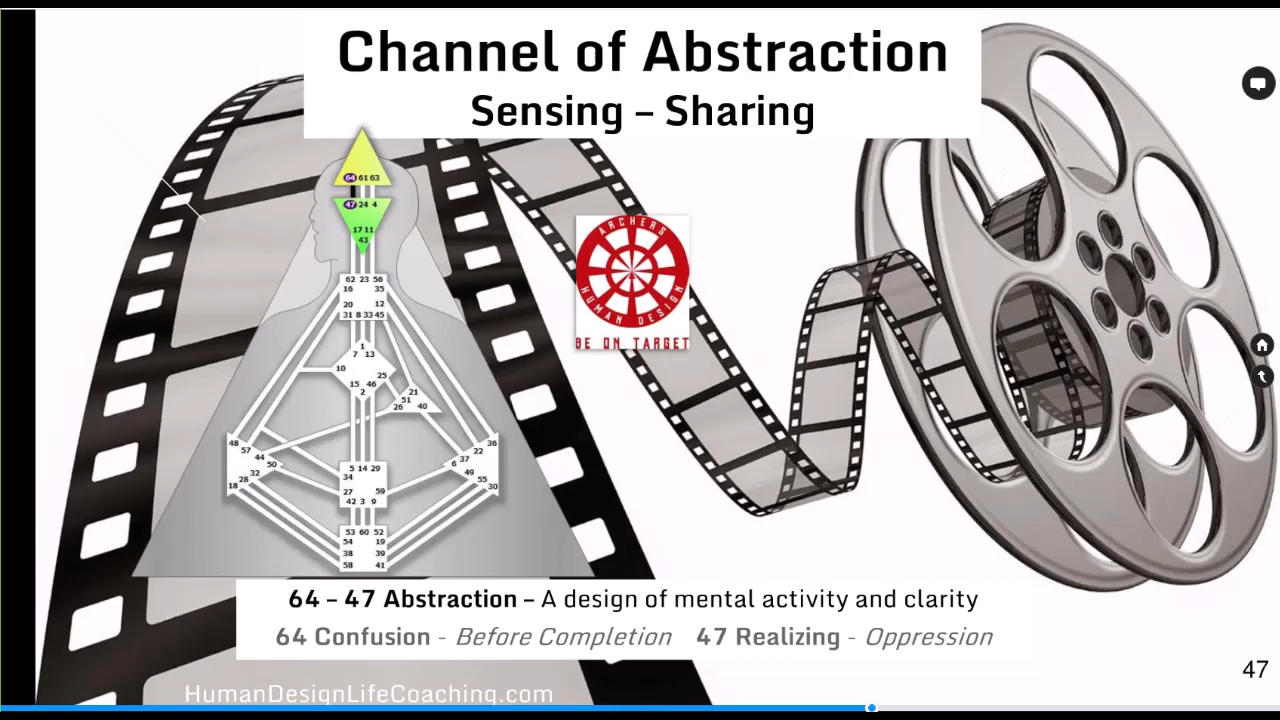 Channel of Abstraction
Sensing – Sharing
64 61 63
47 24 4
17 11
43
62 23 56
16 35
20 12
31 8 33 45
1
7 13
10 25
15 46
2
21
51
26 40
48 36
57 22
44 37
50 6
32 49
28 55
18 30
5 14 29
34
27 59
42 3 9
53 60 52
54 19
38 39
58 41
ARCHERS
HUMAN DESIGN
BE ON TARGET
64 – 47 Abstraction – A design of mental activity and clarity
64 Confusion - Before Completion 47 Realizing - Oppression
47
HumanDesignLifeCoaching.com